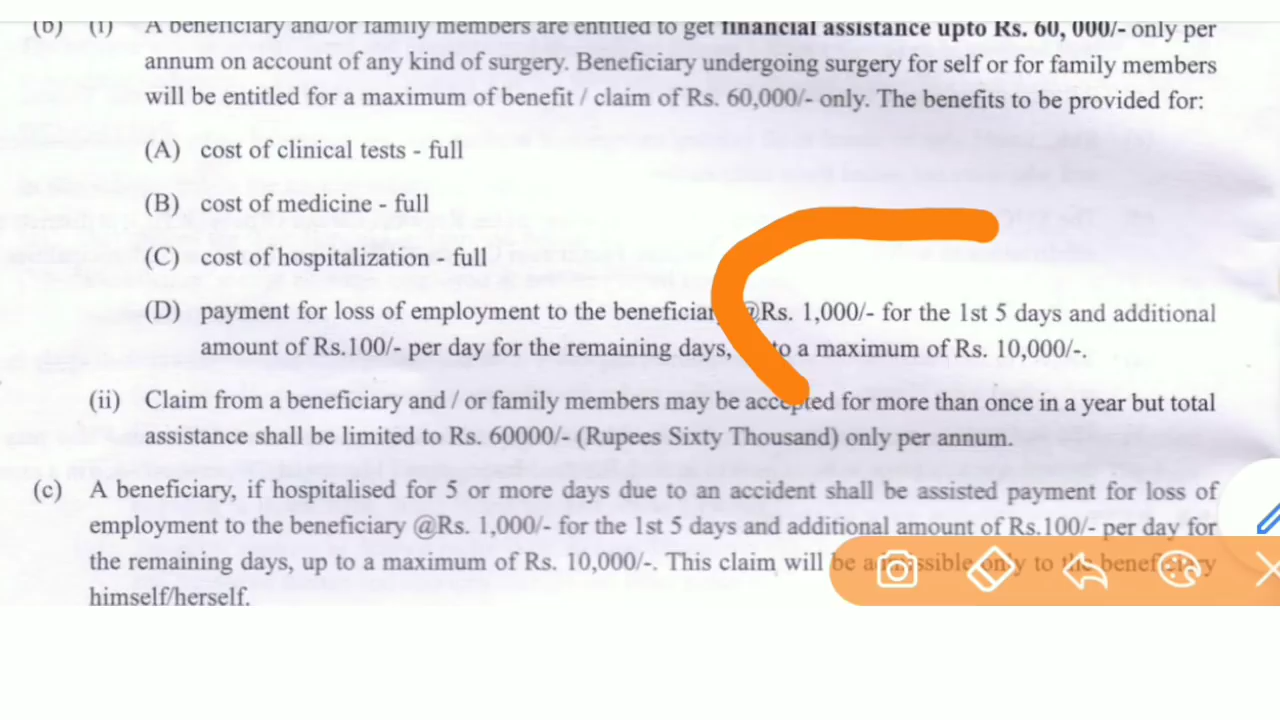 (b) (i) A beneficiary and/or family members are entitled to get financial assistance upto Rs. 60, 000/- only per
annum on account of any kind of surgery. Beneficiary undergoing surgery for self or for family members
will be entitled for a maximum of benefit / claim of Rs. 60,000/- only. The benefits to be provided for:
(A) cost of clinical tests - full
(B) cost of medicine - full
(C) cost of hospitalization - full
(D) payment for loss of employment to the beneficiary @Rs. 1,000/- for the 1st 5 days and additional
amount of Rs.100/- per day for the remaining days, to a maximum of Rs. 10,000/-.
(ii) Claim from a beneficiary and / or family members may be accepted for more than once in a year but total
assistance shall be limited to Rs. 60000/- (Rupees Sixty Thousand) only per annum.
(c) A beneficiary, if hospitalised for 5 or more days due to an accident shall be assisted payment for loss of
employment to the beneficiary @Rs. 1,000/- for the 1st 5 days and additional amount of Rs.100/- per day for
the remaining days, up to a maximum of Rs. 10,000/-. This claim will be admissible only to the beneficiary
himself/herself.